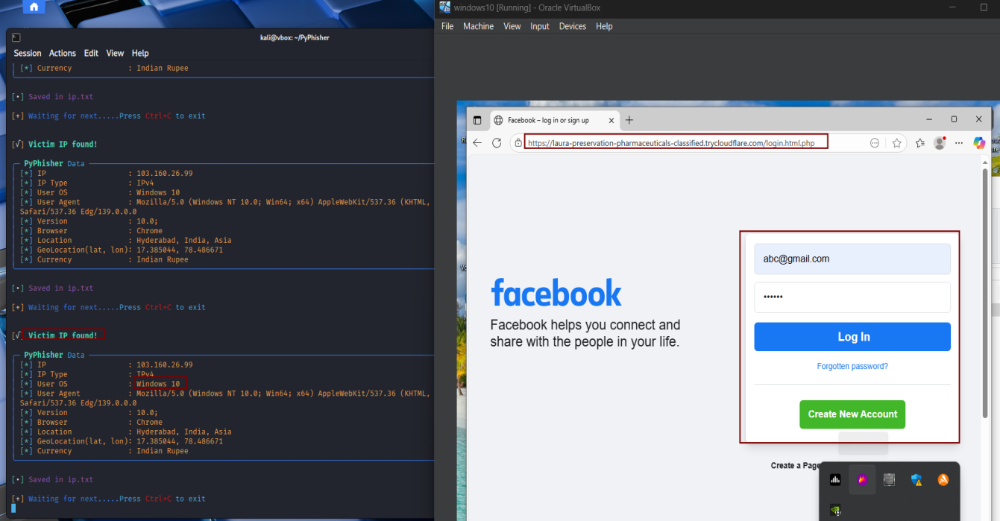 kali@vbox: ~/PyPhisher
Session Actions Edit View Help
[*] Currency : Indian Rupee
[•] Saved in ip.txt
[+] Waiting for next.....Press Ctrl+C to exit
[√] Victim IP found!
PyPhisher Data
[*] IP : 103.160.26.99
[*] IP Type : IPv4
[*] User OS : Windows 10
[*] User Agent : Mozilla/5.0 (Windows NT 10.0; Win64; x64) AppleWebKit/537.36 (KHTML,
Safari/537.36 Edg/139.0.0.0
[*] Version : 10.0;
[*] Browser : Chrome
[*] Location : Hyderabad, India, Asia
[*] GeoLocation(lat, lon): 17.385044, 78.486671
[*] Currency : Indian Rupee
[•] Saved in ip.txt
[+] Waiting for next.....Press Ctrl+C to exit
[√] Victim IP found!
PyPhisher Data
[*] IP : 103.160.26.99
[*] IP Type : IPv4
[*] User OS : Windows 10
[*] User Agent : Mozilla/5.0 (Windows NT 10.0; Win64; x64) AppleWebKit/537.36 (KHTML,
Safari/537.36 Edg/139.0.0.0
[*] Version : 10.0;
[*] Browser : Chrome
[*] Location : Hyderabad, India, Asia
[*] GeoLocation(lat, lon): 17.385044, 78.486671
[*] Currency : Indian Rupee
[•] Saved in ip.txt
[+] Waiting for next.....Press Ctrl+C to exit
windows10 [Running] - Oracle VirtualBox
File Machine View Input Devices Help
Facebook – log in or sign up
https://laura-preservation-pharmaceuticals-classified.trycloudflare.com/login.html.php
facebook
Facebook helps you connect and
share with the people in your life.
abc@gmail.com
••••••
Log In
Forgotten password?
Create New Account
Create a Page